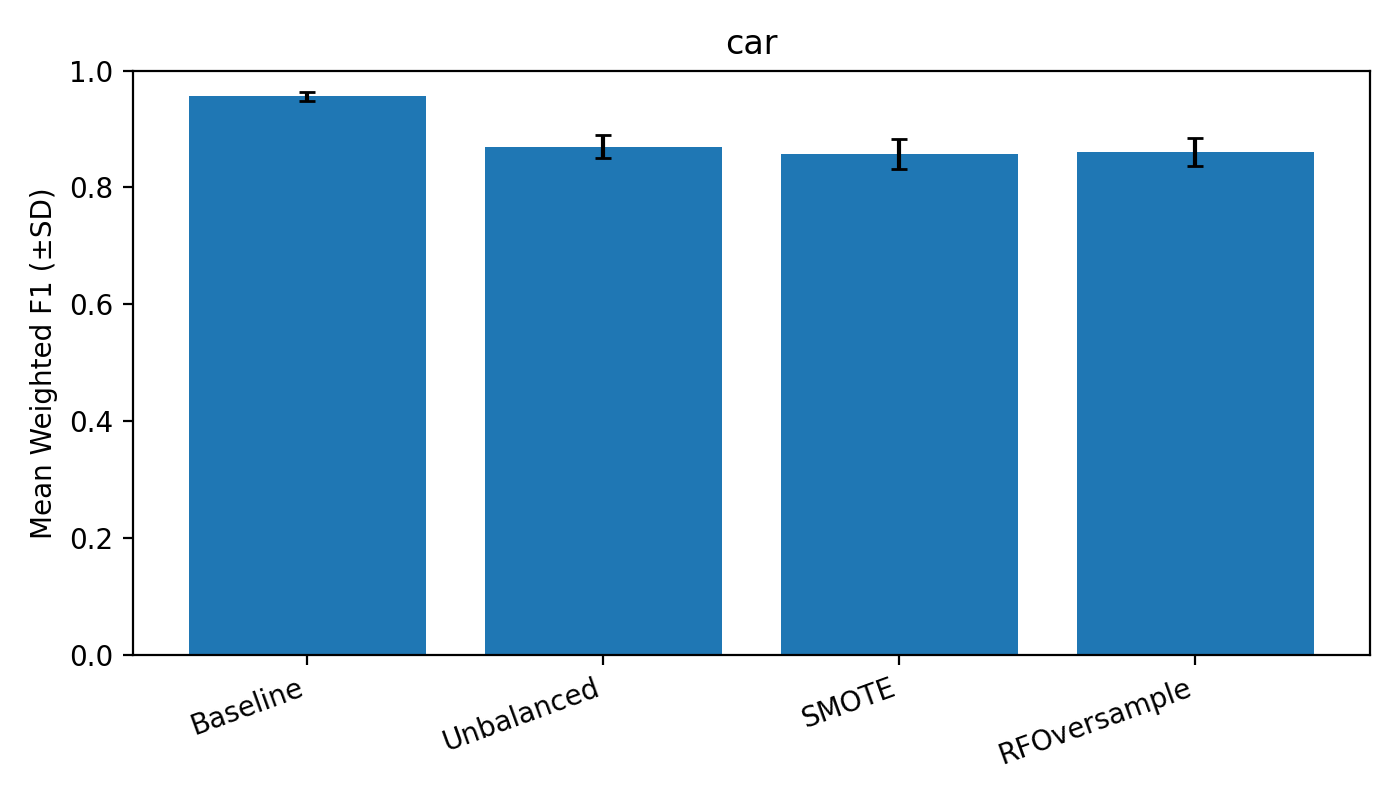 car
Mean Weighted F1 (±SD)
1.0
0.8
0.6
0.4
0.2
0.0
Baseline
Unbalanced
SMOTE
RFOversample